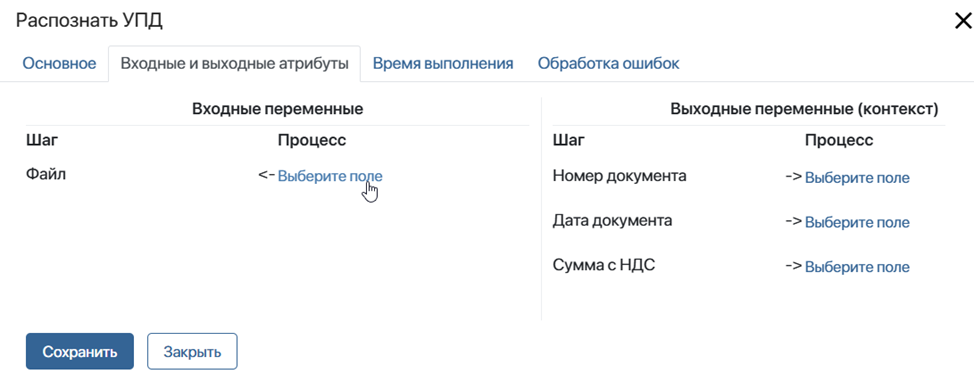 Распознать УПД
Основное Входные и выходные атрибуты Время выполнения Обработка ошибок
Входные переменные
Шаг Процесс
Файл <- Выберите поле
Выходные переменные (контекст)
Шаг Процесс
Номер документа -> Выберите поле
Дата документа -> Выберите поле
Сумма с НДС -> Выберите поле
Сохранить Закрыть